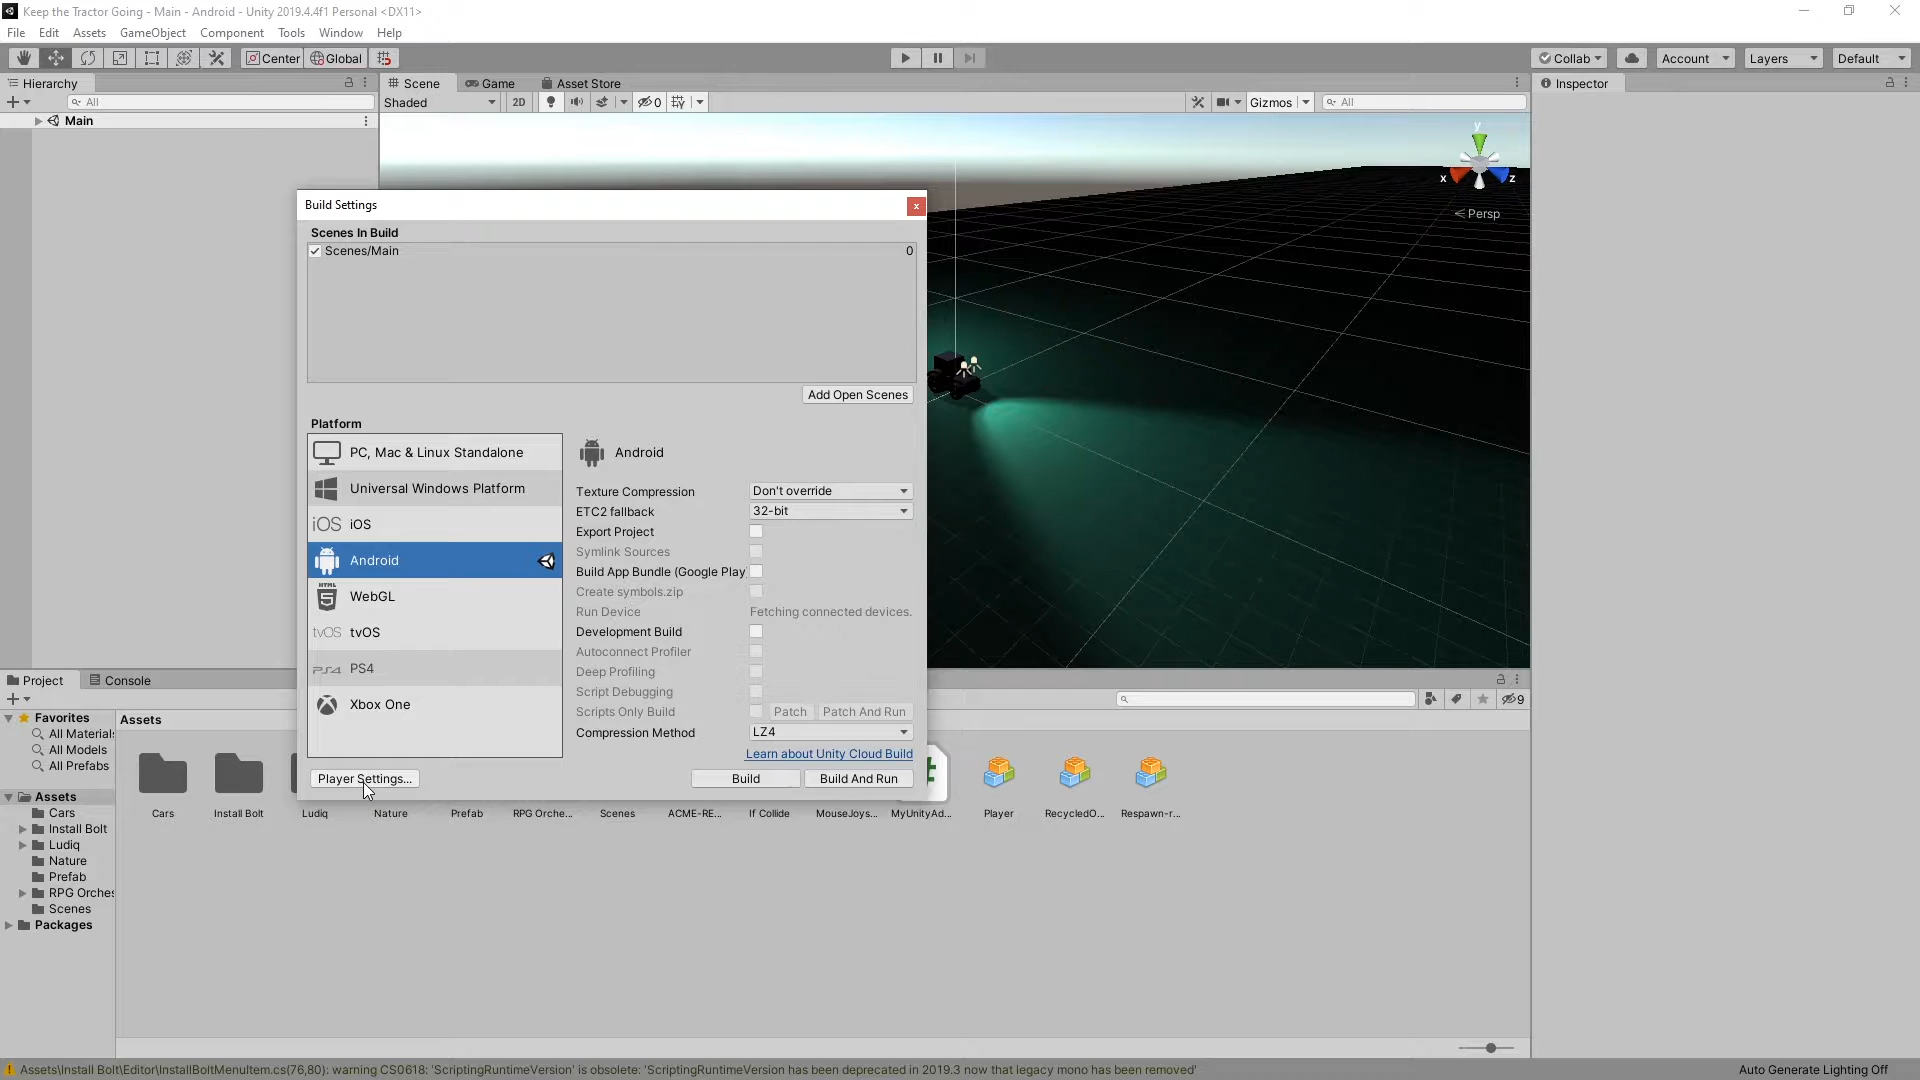 Keep the Tractor Going - Main - Android - Unity 2019.4.4f1 Personal <DX11>
File Edit Assets GameObject Component Tools Window Help
Center Global Collab Account Layers Default
Hierarchy Scene Game Asset Store Inspector
All Shaded 2D 0 Gizmos All
Main
y
x z
Persp
Build Settings
Scenes In Build
Scenes/Main 0
Add Open Scenes
Platform
PC, Mac & Linux Standalone
Universal Windows Platform
iOS iOS
Android
HTML 5 WebGL
tvOS tvOS
PS4 PS4
Xbox One
Android
Texture Compression Don't override
ETC2 fallback 32-bit
Export Project
Symlink Sources
Build App Bundle (Google Play
Create symbols.zip
Run Device Fetching connected devices.
Development Build
Autoconnect Profiler
Deep Profiling
Script Debugging
Scripts Only Build Patch Patch And Run
Compression Method LZ4
Learn about Unity Cloud Build
Player Settings... Build Build And Run
Project Console
9
Favorites
All Materials
All Models
All Prefabs
Assets
Cars
Install Bolt
Ludiq
Nature
Prefab
RPG Orches
Scenes
Packages
Assets
Cars Install Bolt Ludiq Nature Prefab RPG Orche... Scenes ACME-RE... If Collide MouseJoys... MyUnityAd... Player RecycledO... Respawn-r...
Assets\Install Bolt\Editor\InstallBoltMenuItem.cs(76,80): warning CS0618: 'ScriptingRuntimeVersion' is obsolete: 'ScriptingRuntimeVersion has been deprecated in 2019.3 now that legacy mono has been removed'
Auto Generate Lighting Off